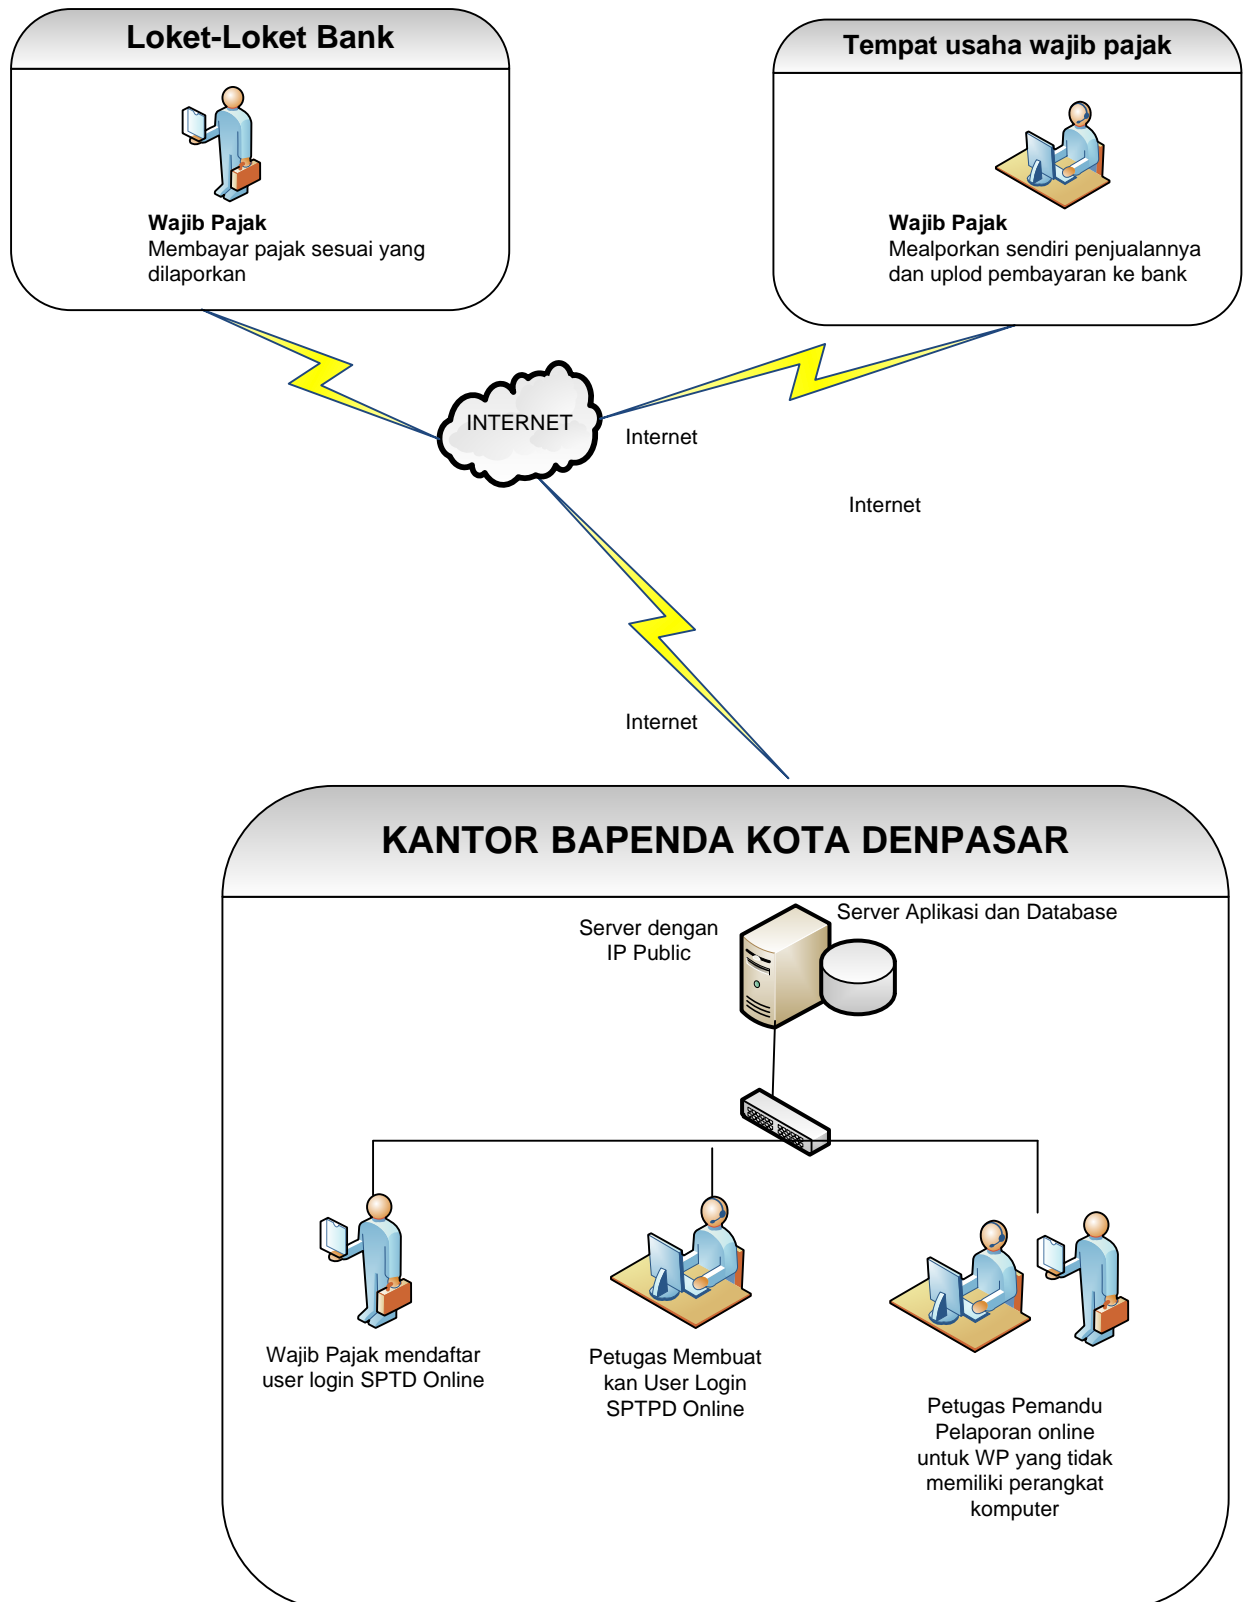 Loket-Loket Bank
Wajib Pajak
Membayar pajak sesuai yang
dilaporkan
Tempat usaha wajib pajak
Wajib Pajak
Mealporkan sendiri penjualannya
dan uplod pembayaran ke bank
INTERNET
Internet
Internet
Internet
KANTOR BAPENDA KOTA DENPASAR
Server dengan
IP Public
Server Aplikasi dan Database
Wajib Pajak mendaftar
user login SPTD Online
Petugas Membuat
kan User Login
SPTPD Online
Petugas Pemandu
Pelaporan online
untuk WP yang tidak
memiliki perangkat
komputer